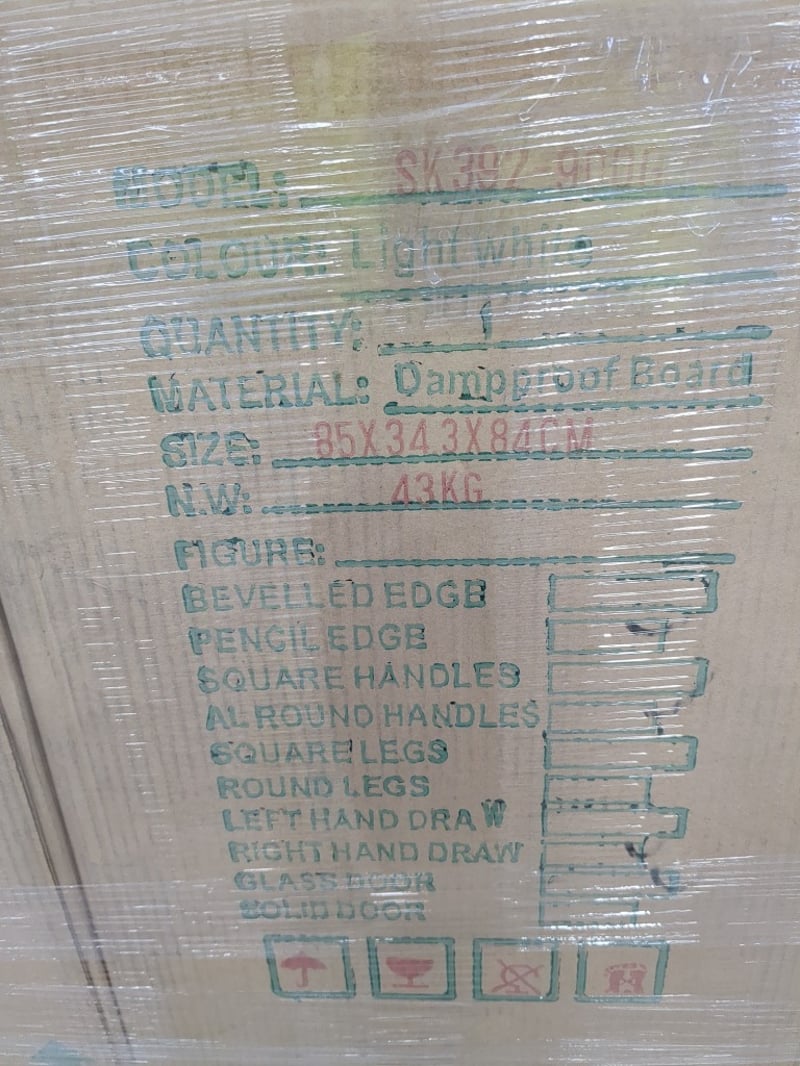 MODEL: SK392-900D
COLOUR: Light white
QUANTITY: 1
MATERIAL: Dampproof Board
SIZE: 85X34.3X84CM
N.W: 43KG
FIGURE:
BEVELLED EDGE
PENCIL EDGE
SQUARE HANDLES
AL ROUND HANDLES
SQUARE LEGS
ROUND LEGS
LEFT HAND DRAW
RIGHT HAND DRAW
GLASS DOOR
SOLID DOOR